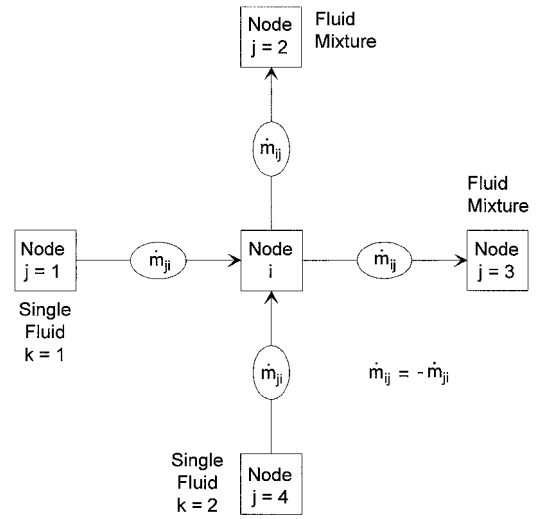 Node
j = 2
Fluid
Mixture
ṁij
Fluid
Mixture
Node
j = 1
ṁji
Node
i
ṁij
Node
j = 3
Single
Fluid
k = 1
ṁji
ṁij = -ṁji
Single
Fluid
k = 2
Node
j = 4